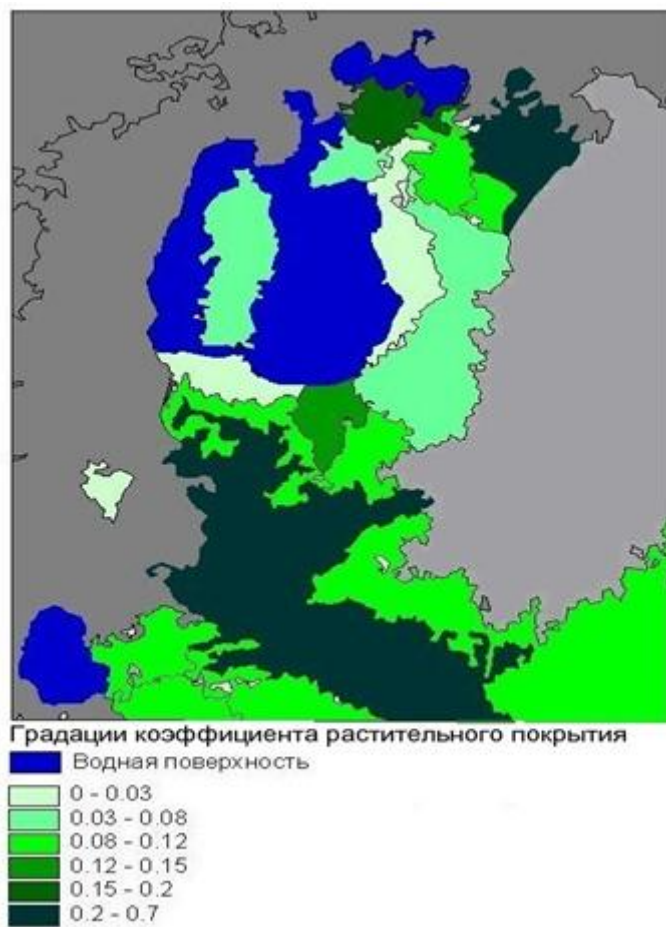 Градации коэффициента растительного покрытия
Водная поверхность
0 - 0.03
0.03 - 0.08
0.08 - 0.12
0.12 - 0.15
0.15 - 0.2
0.2 - 0.7